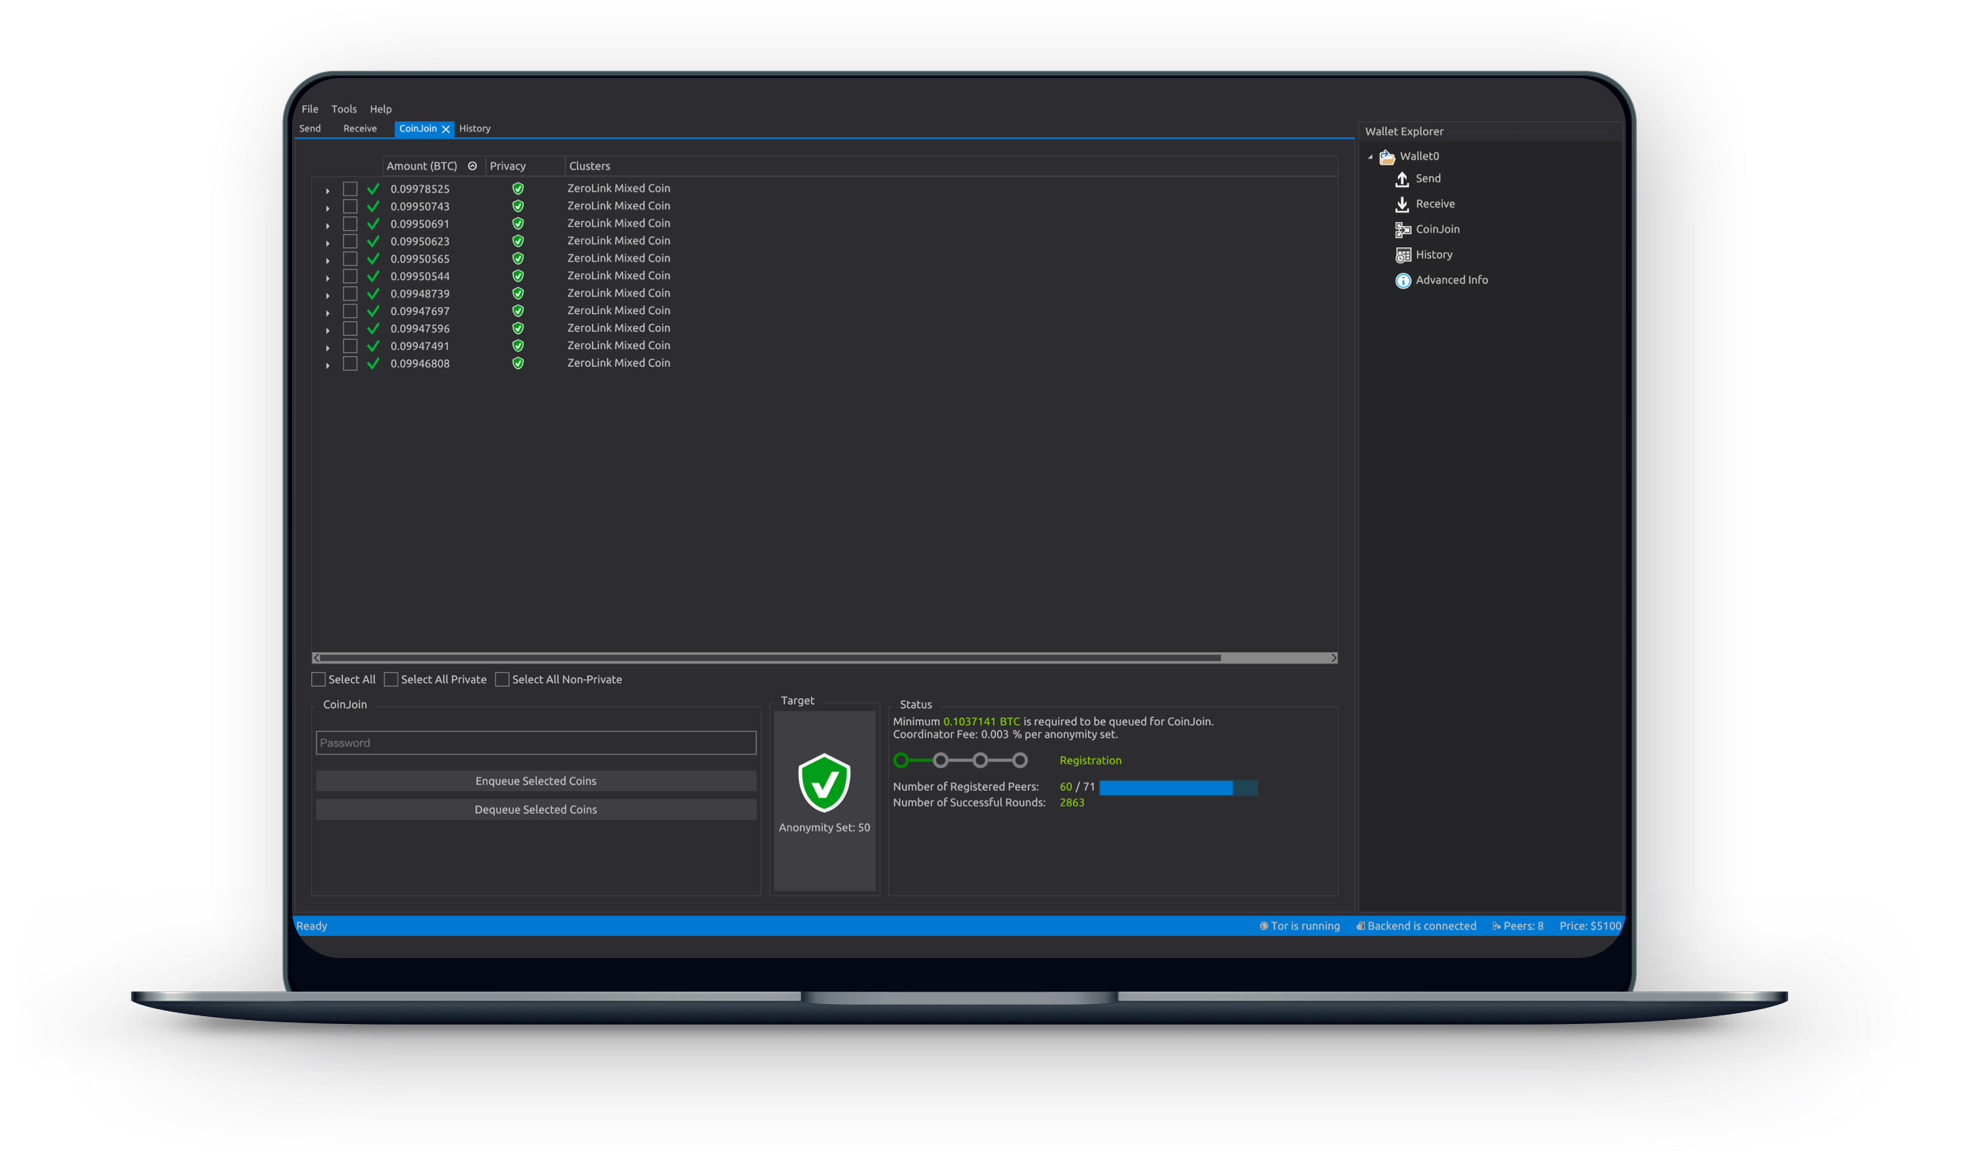 File Tools Help
Send Receive CoinJoin History
Wallet Explorer
Wallet0
Send
Receive
CoinJoin
History
Advanced Info
Amount (BTC) Privacy Clusters
0.09978525 ZeroLink Mixed Coin
0.09950743 ZeroLink Mixed Coin
0.09950691 ZeroLink Mixed Coin
0.09950623 ZeroLink Mixed Coin
0.09950565 ZeroLink Mixed Coin
0.09950544 ZeroLink Mixed Coin
0.09948739 ZeroLink Mixed Coin
0.09947697 ZeroLink Mixed Coin
0.09947596 ZeroLink Mixed Coin
0.09947491 ZeroLink Mixed Coin
0.09946808 ZeroLink Mixed Coin
Select All Select All Private Select All Non-Private
CoinJoin
Password
Enqueue Selected Coins
Dequeue Selected Coins
Target
Anonymity Set: 50
Status
Minimum 0.1037141 BTC is required to be queued for CoinJoin.
Coordinator Fee: 0.003 % per anonymity set.
Registration
Number of Registered Peers: 60 / 71
Number of Successful Rounds: 2863
Ready Tor is running Backend is connected Peers: 8 Price: $5100